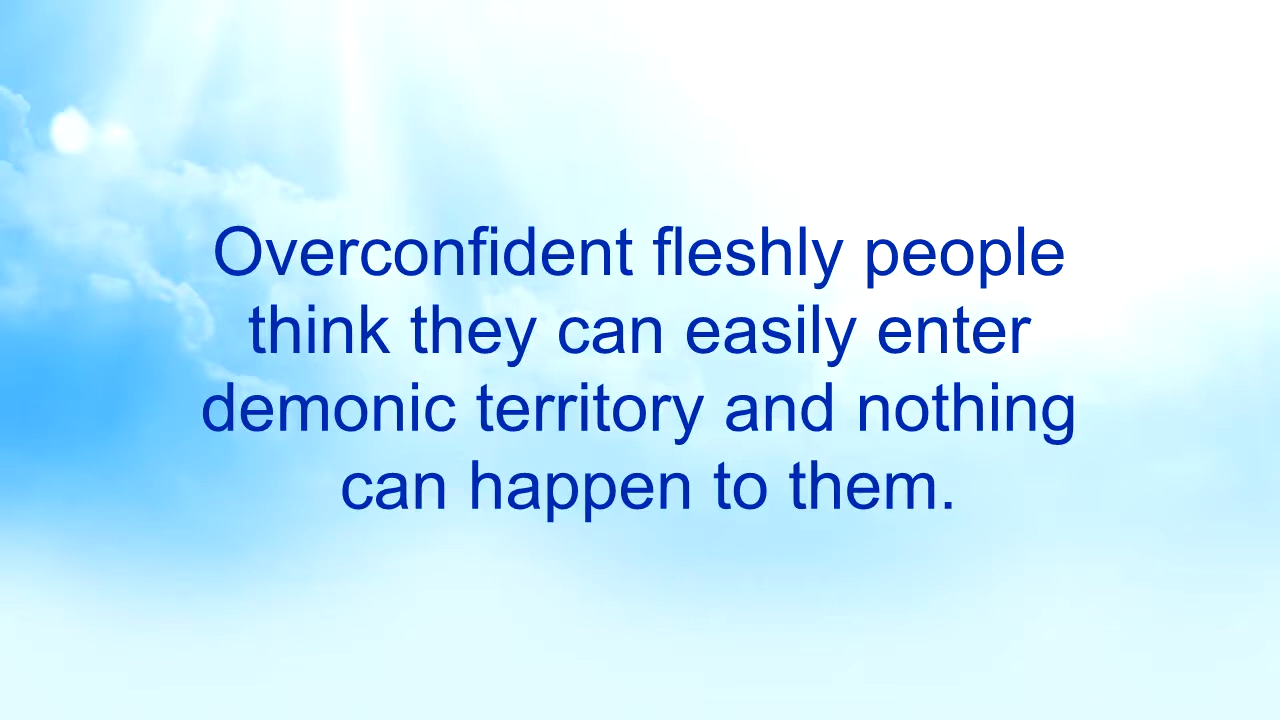 Overconfident fleshly people
think they can easily enter
demonic territory and nothing
can happen to them.